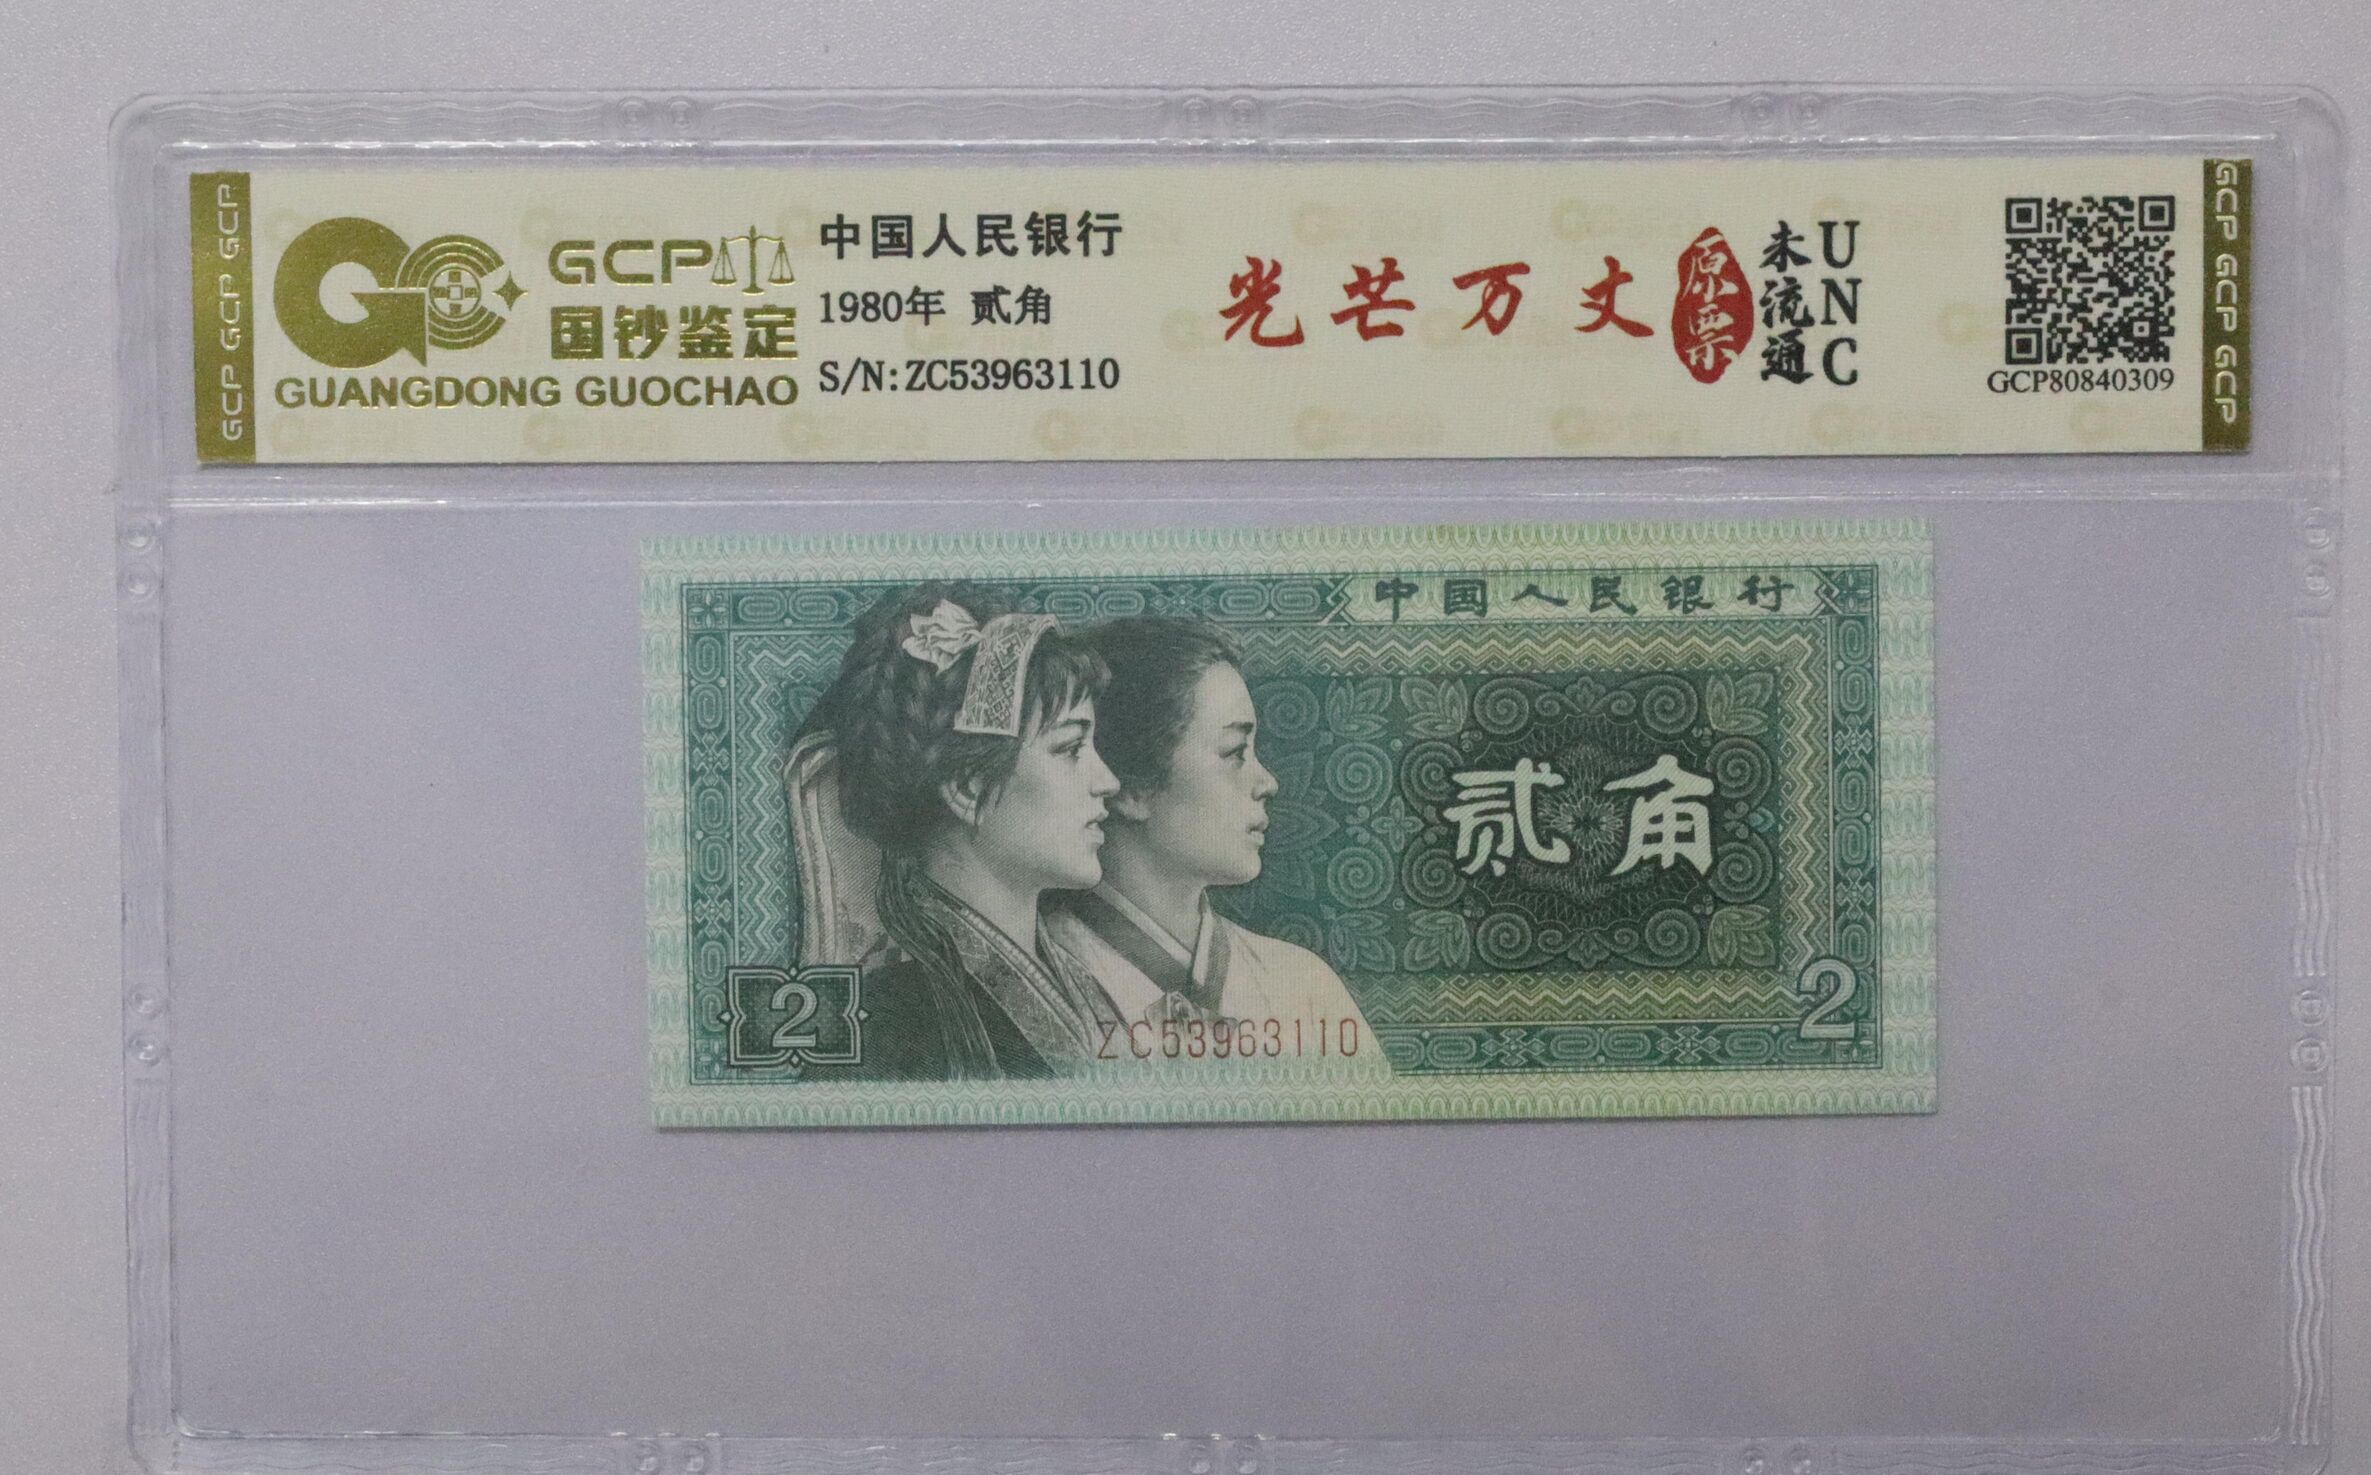 GCP GCP GCP
GCP
国钞鉴定
GUANGDONG GUOCHAO
中国人民银行
1980年 贰角
S/N:ZC53963110
光芒万丈
原票
未流通
UNC
GCP80840309
GCP GCP GCP
中国人民银行
贰角
2
2
ZC53963110